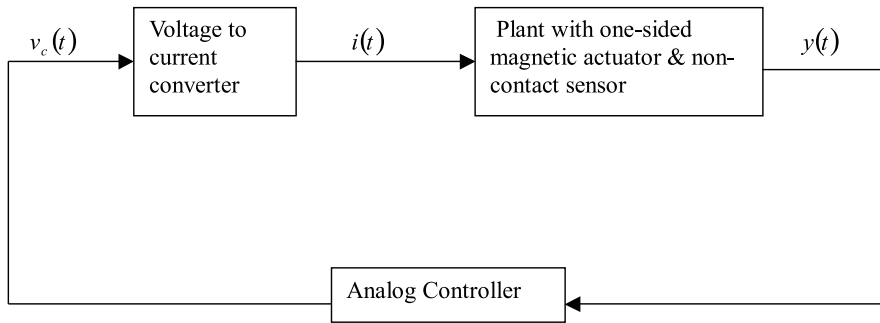 v_c(t)
Voltage to
current
converter
i(t)
Plant with one-sided
magnetic actuator & non-
contact sensor
y(t)
Analog Controller